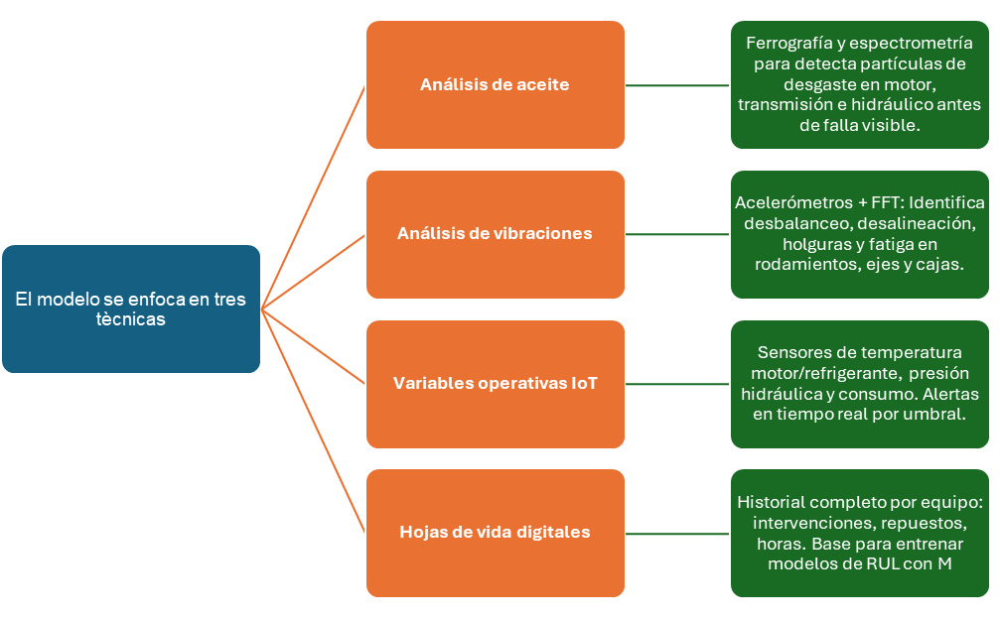 El modelo se enfoca en tres
tècnicas
Análisis de aceite
Ferrografía y espectrometría
para detecta partículas de
desgaste en motor,
transmisión e hidráulico antes
de falla visible.
Análisis de vibraciones
Acelerómetros + FFT: Identifica
desbalanceo, desalineación,
holguras y fatiga en
rodamientos, ejes y cajas.
Variables operativas IoT
Sensores de temperatura
motor/refrigerante, presión
hidráulica y consumo. Alertas
en tiempo real por umbral.
Hojas de vida digitales
Historial completo por equipo:
intervenciones, repuestos,
horas. Base para entrenar
modelos de RUL con M